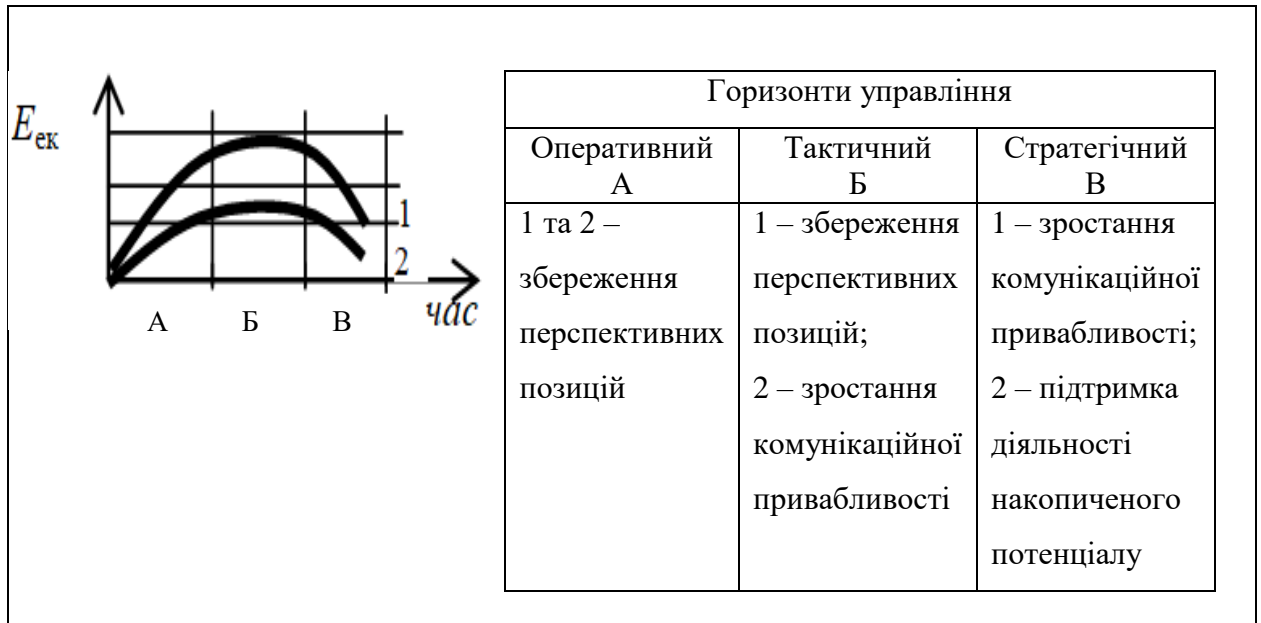 Eек
1
2
час
А Б В
Горизонти управління
Оперативний
А
Тактичний
Б
Стратегічний
В
1 та 2 –
збереження
перспективних
позицій
1 – збереження
перспективних
позицій;
2 – зростання
комунікаційної
привабливості
1 – зростання
комунікаційної
привабливості;
2 – підтримка
діяльності
накопиченого
потенціалу